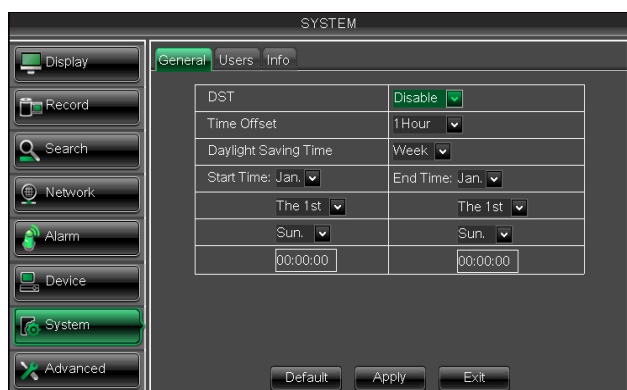 SYSTEM
Display
Record
Search
Network
Alarm
Device
System
Advanced
General Users Info
DST Disable
Time Offset 1Hour
Daylight Saving Time Week
Start Time: Jan. End Time: Jan.
The 1st The 1st
Sun. Sun.
00:00:00 00:00:00
Default Apply Exit